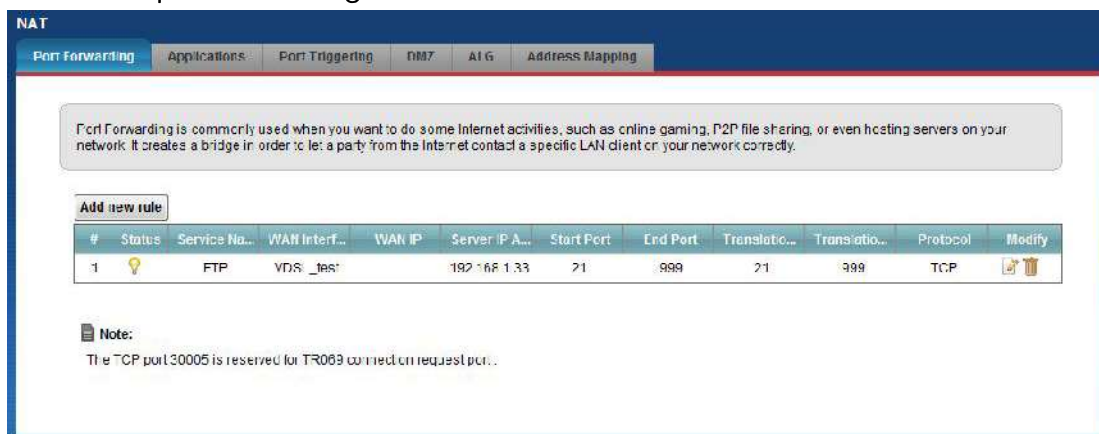 NAT
Port Forwarding Applications Port Triggering DMZ ALG Address Mapping
Port Forwarding is commonly used when you want to do some Internet activities, such as online gaming, P2P file sharing, or even hosting servers on your
network. It creates a bridge in order to let a party from the Internet contact a specific LAN client on your network correctly.
Add new rule
# Status Service Na... WAN Interf... WAN IP Server IP A... Start Port End Port Translatio... Translatio... Protocol Modify
1 FTP VDSL_test 192.168.1.33 21 999 21 999 TCP
Note:
The TCP port 30005 is reserved for TR069 connection request port.